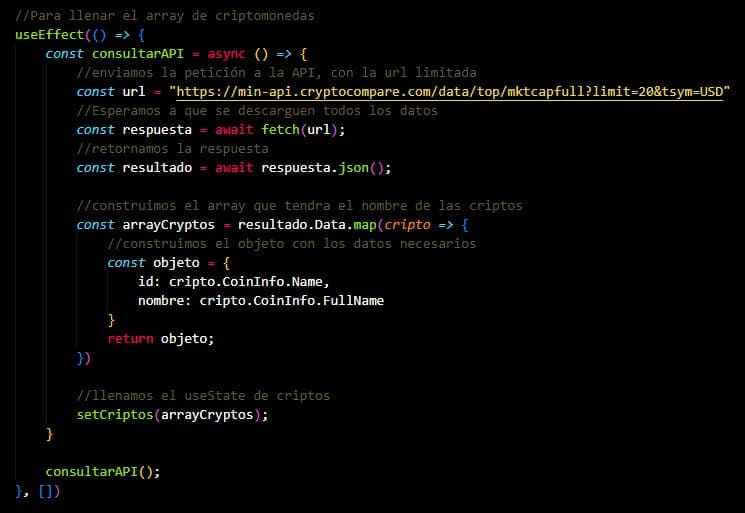 //Para llenar el array de criptomonedas
useEffect(() => {
    const consultarAPI = async () => {
        //enviamos la petición a la API, con la url limitada
        const url = "https://min-api.cryptocompare.com/data/top/mktcapfull?limit=20&tsym=USD"
        //Esperamos a que se descarguen todos los datos
        const respuesta = await fetch(url);
        //retornamos la respuesta
        const resultado = await respuesta.json();

        //construimos el array que tendra el nombre de las criptos
        const arrayCryptos = resultado.Data.map(cripto => {
            //construimos el objeto con los datos necesarios
            const objeto = {
                id: cripto.CoinInfo.Name,
                nombre: cripto.CoinInfo.FullName
            }
            return objeto;
        })

        //llenamos el useState de criptos
        setCriptos(arrayCryptos);
    }

    consultarAPI();
}, [])